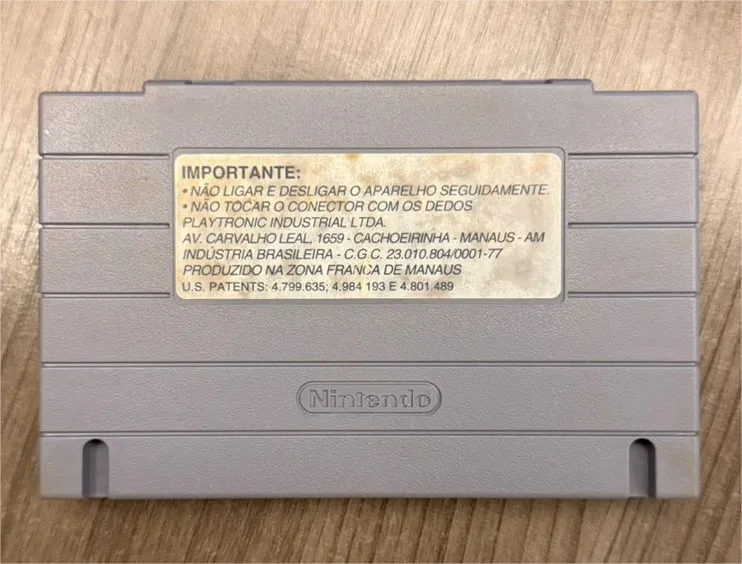 IMPORTANTE:
• NÃO LIGAR E DESLIGAR O APARELHO SEGUIDAMENTE.
• NÃO TOCAR O CONECTOR COM OS DEDOS
PLAYTRONIC INDUSTRIAL LTDA.
AV. CARVALHO LEAL, 1659 - CACHOEIRINHA - MANAUS - AM
INDÚSTRIA BRASILEIRA - C.G.C. 23.010.804/0001-77
PRODUZIDO NA ZONA FRANCA DE MANAUS
U.S. PATENTS: 4.799.635; 4.984 193 E 4.801.489
Nintendo